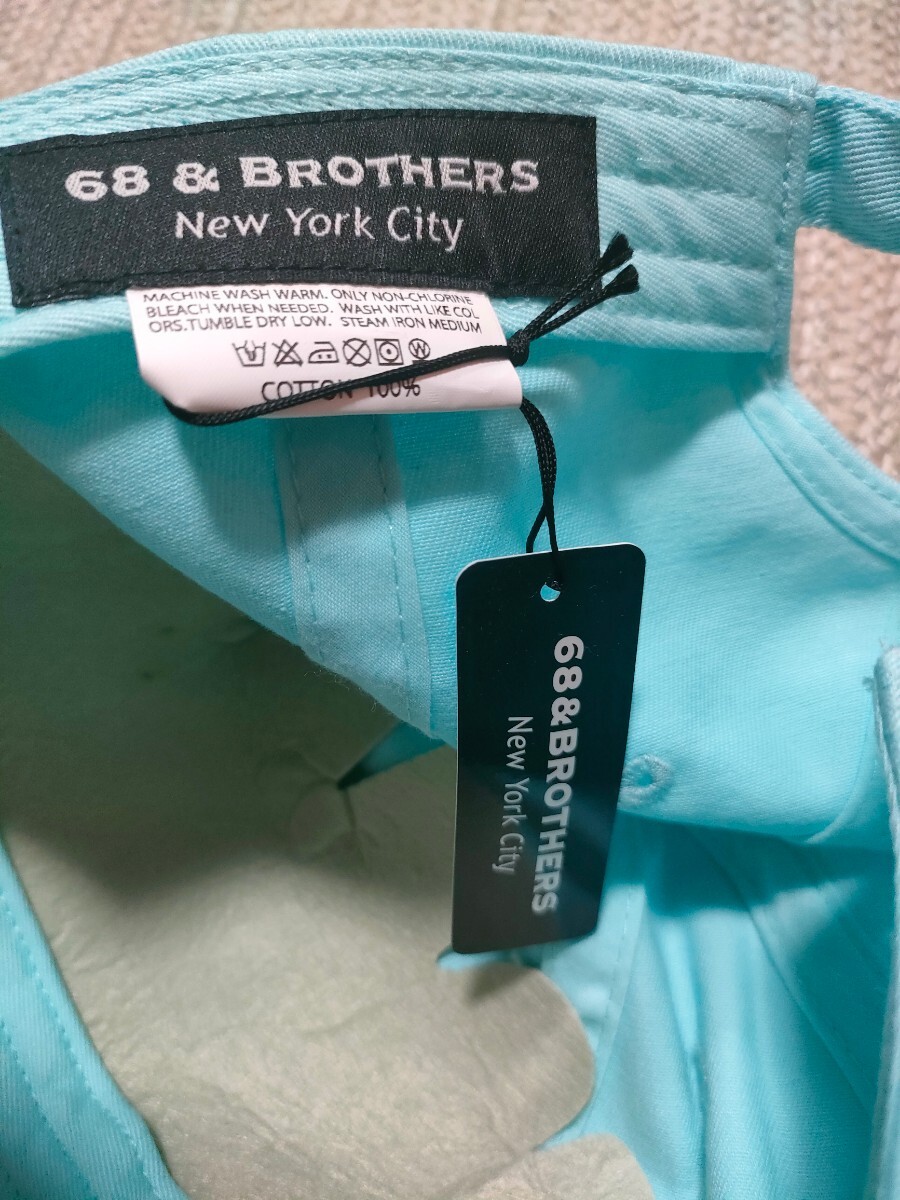 68 & BROTHERS
New York City
MACHINE WASH WARM. ONLY NON-CHLORINE
BLEACH WHEN NEEDED. WASH WITH LIKE COL
ORS.TUMBLE DRY LOW. STEAM IRON MEDIUM
W
COTTON 100%
68&BROTHERS
New York City